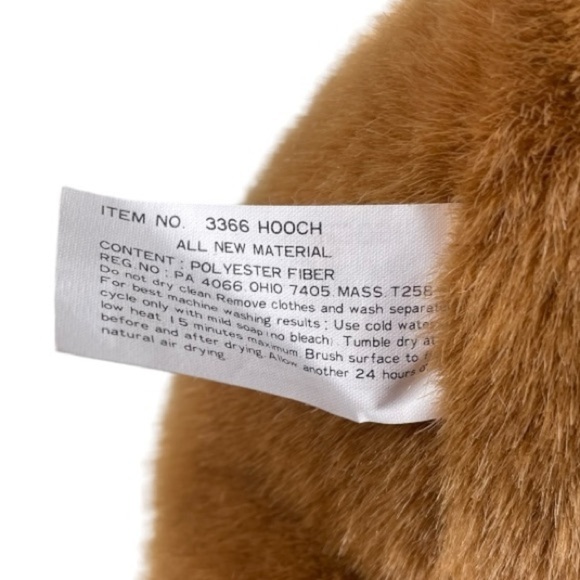 ITEM NO. 3366 HOOCH
ALL NEW MATERIAL
CONTENT : POLYESTER FIBER
REG.NO : PA 4066.OHIO 7405.MASS.T25B
Do not dry clean.Remove clothes and wash separat
For best machine washing results : Use cold wate
cycle only with mild soap(no bleach). Tumble dry at
low heat 15 minutes maximum. Brush surface to
before and after drying. Allow another 24 hours
natural air drying.